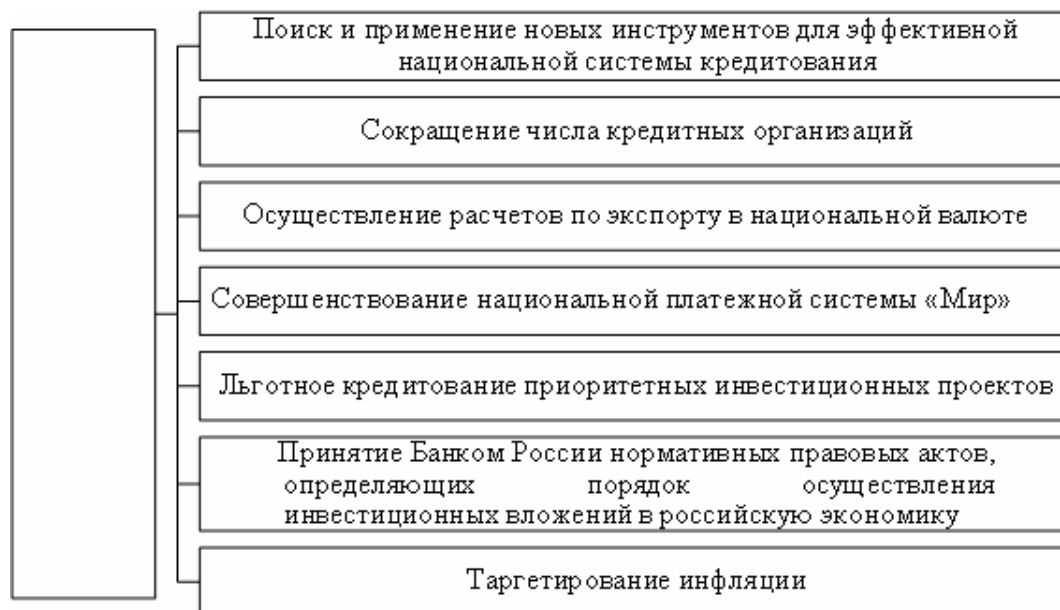 Поиск и применение новых инструментов для эффективной
национальной системы кредитования
Сокращение числа кредитных организаций
Осуществление расчетов по экспорту в национальной валюте
Совершенствование национальной платежной системы «Мир»
Льготное кредитование приоритетных инвестиционных проектов
Принятие Банком России нормативных правовых актов,
определяющих порядок осуществления
инвестиционных вложений в российскую экономику
Таргетирование инфляции